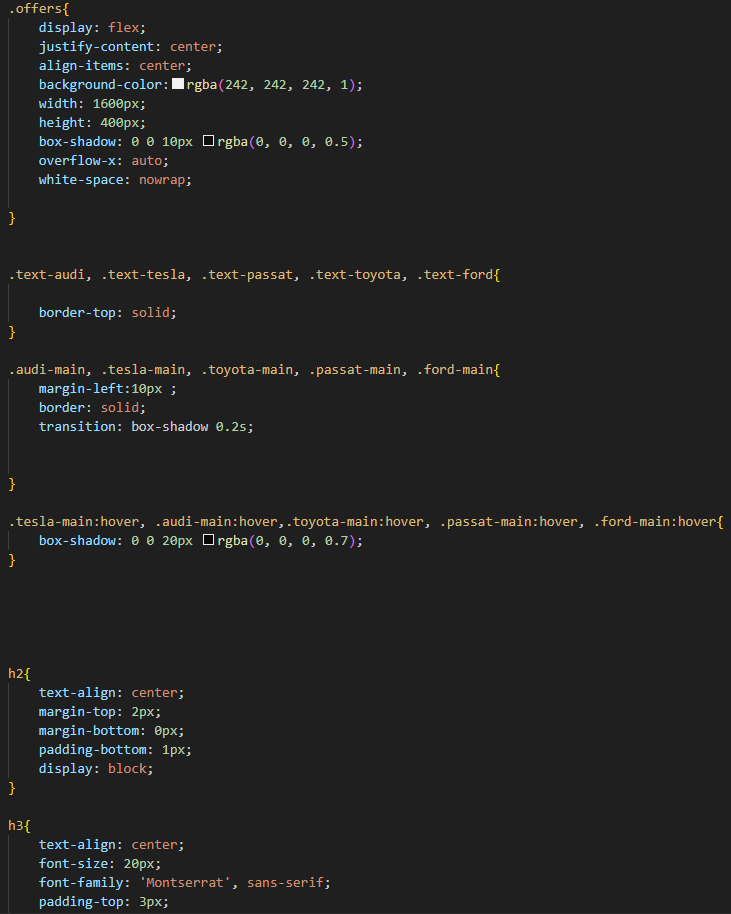 .offers{
    display: flex;
    justify-content: center;
    align-items: center;
    background-color: rgba(242, 242, 242, 1);
    width: 1600px;
    height: 400px;
    box-shadow: 0 0 10px rgba(0, 0, 0, 0.5);
    overflow-x: auto;
    white-space: nowrap;

}


.text-audi, .text-tesla, .text-passat, .text-toyota, .text-ford{

    border-top: solid;
}

.audi-main, .tesla-main, .toyota-main, .passat-main, .ford-main{
    margin-left:10px ;
    border: solid;
    transition: box-shadow 0.2s;


}

.tesla-main:hover, .audi-main:hover,.toyota-main:hover, .passat-main:hover, .ford-main:hover{
    box-shadow: 0 0 20px rgba(0, 0, 0, 0.7);
}





h2{
    text-align: center;
    margin-top: 2px;
    margin-bottom: 0px;
    padding-bottom: 1px;
    display: block;
}

h3{
    text-align: center;
    font-size: 20px;
    font-family: 'Montserrat', sans-serif;
    padding-top: 3px;